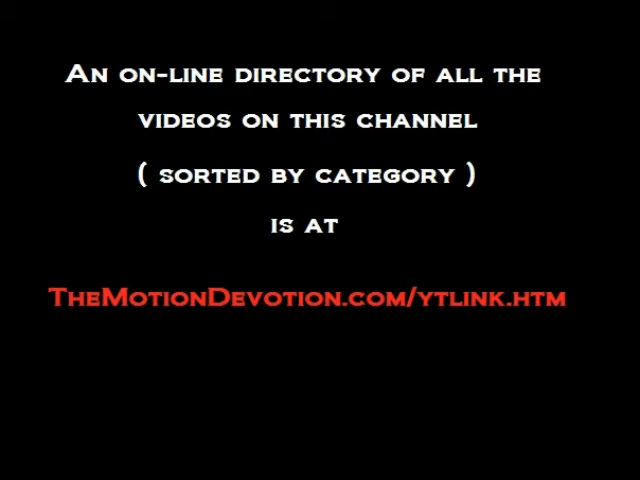 An on-line directory of all the
videos on this channel
( sorted by category )
is at
TheMotionDevotion.com/ytlink.htm